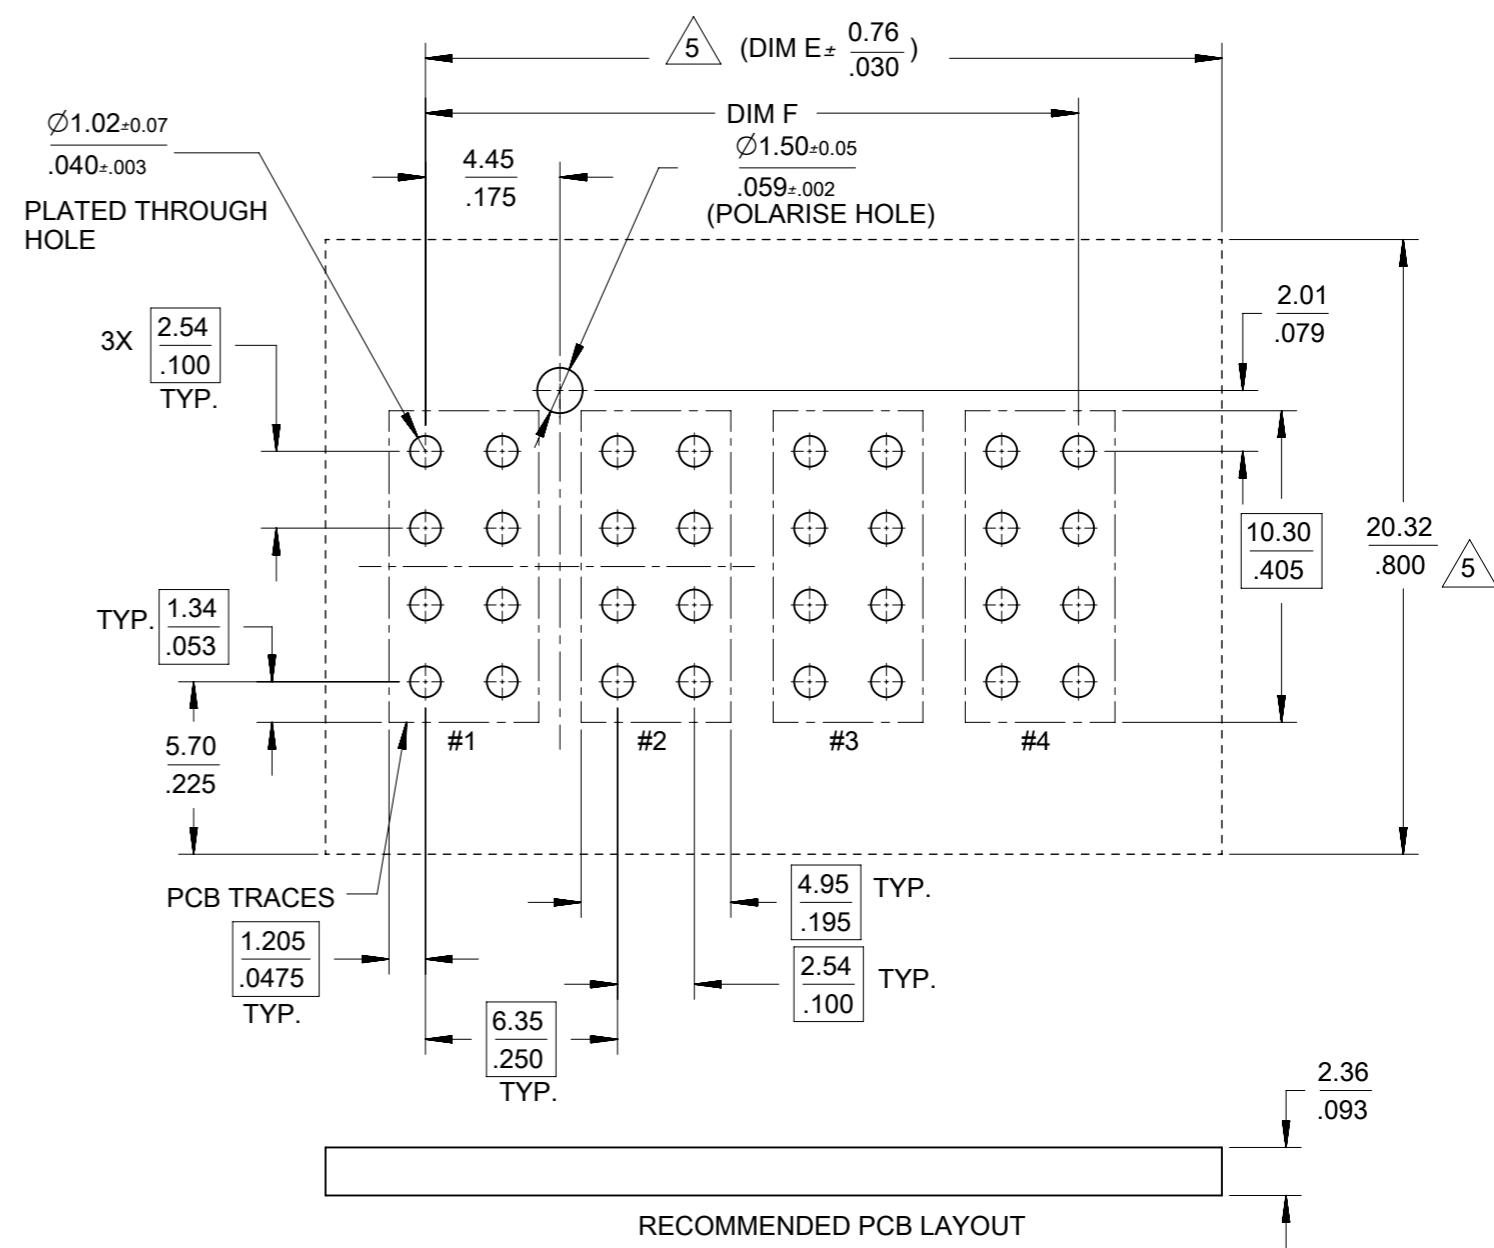 5 (DIM E± 0.76
.030 )
DIM F
Ø1.02±0.07
.040±.003
PLATED THROUGH
HOLE
4.45
.175
Ø1.50±0.05
.059±.002
(POLARISE HOLE)
3X 2.54
.100
TYP.
2.01
.079
10.30
.405
20.32
.800 5
TYP. 1.34
.053
5.70
.225
#1 #2 #3 #4
PCB TRACES
4.95 TYP.
.195
1.205
.0475
TYP.
2.54 TYP.
.100
6.35
.250
TYP.
2.36
.093
RECOMMENDED PCB LAYOUT